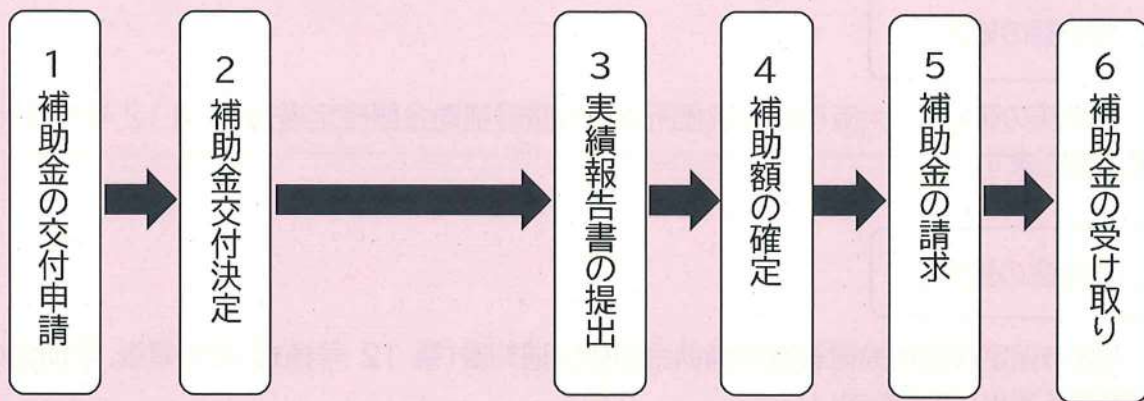 1 補助金の交付申請
2 補助金交付決定
3 実績報告書の提出
4 補助額の確定
5 補助金の請求
6 補助金の受け取り